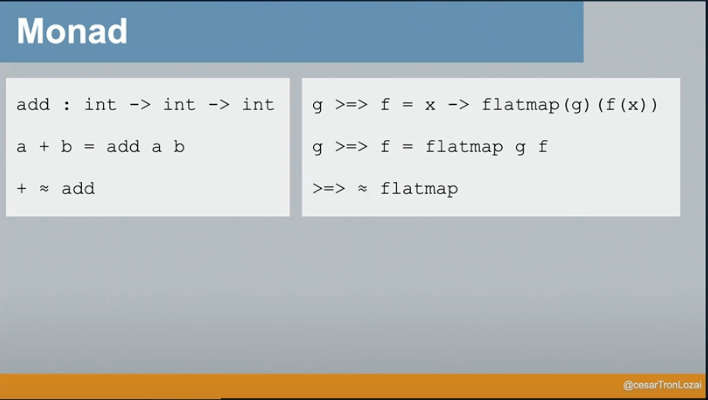 Monad
add : int -> int -> int
a + b = add a b
+ ≈ add
g >=> f = x -> flatmap(g)(f(x))
g >=> f = flatmap g f
>=> ≈ flatmap
@cesarTronLozai